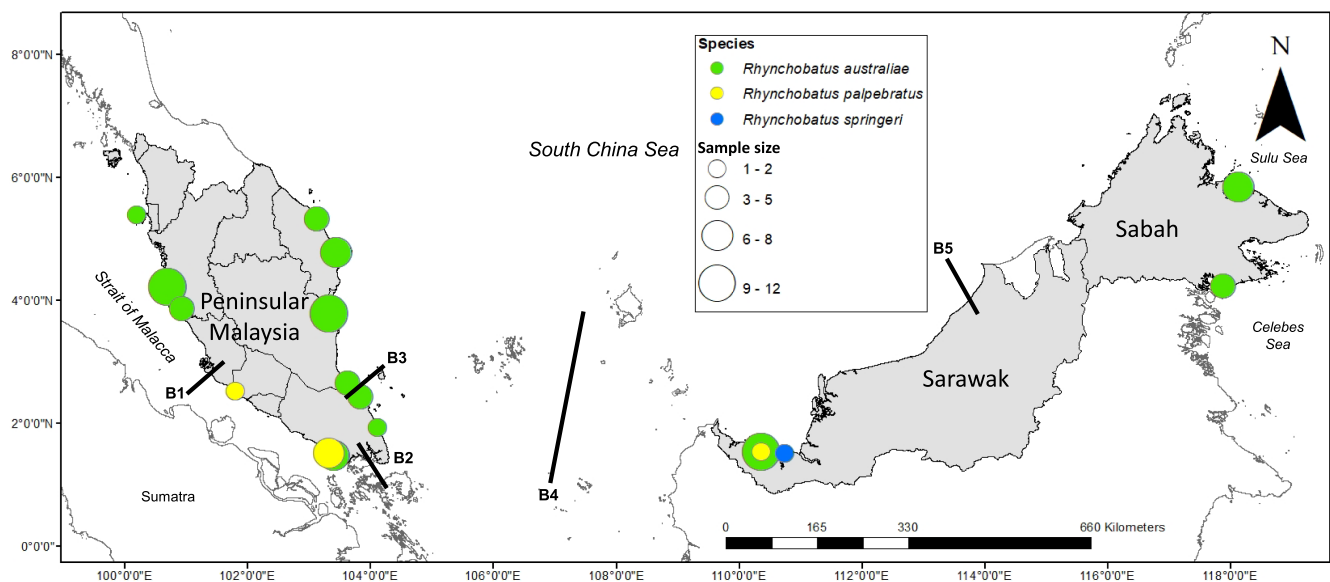 Species
Rhynchobatus australiae
Rhynchobatus palpebratus
Rhynchobatus springeri
Sample size
1 - 2
3 - 5
6 - 8
9 - 12
N
8°0'0"N
6°0'0"N
4°0'0"N
2°0'0"N
0°0'0"
South China Sea
Sulu Sea
Sabah
B5
Strait of Malacca
Peninsular
Malaysia
Celebes
Sea
B3
B1
Sarawak
B2
B4
Sumatra
0 165 330 660 Kilometers
100°0'0"E 102°0'0"E 104°0'0"E 106°0'0"E 108°0'0"E 110°0'0"E 112°0'0"E 114°0'0"E 116°0'0"E 118°0'0"E